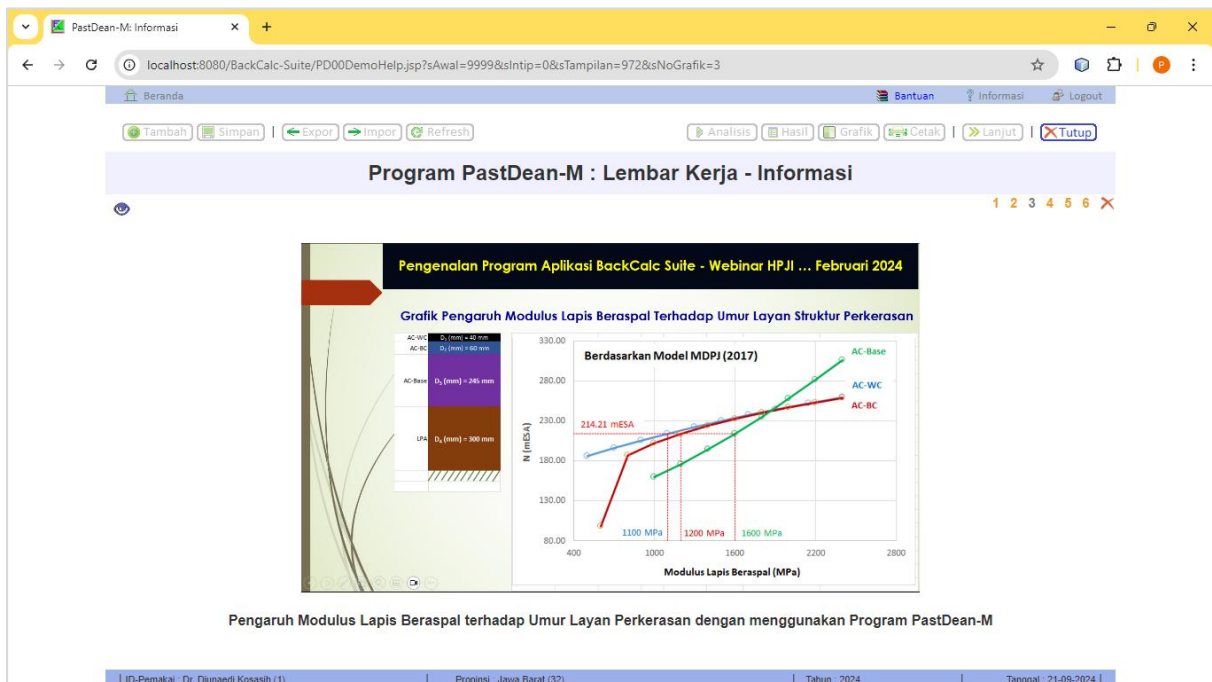 PastDean-M: Informasi
localhost:8080/BackCalc-Suite/PD00DemoHelp.jsp?sAwal=9999&sIntip=0&sTampilan=972&sNoGrafik=3
P
Beranda Bantuan Informasi Logout
Tambah Simpan | Expor Impor Refresh Analisis Hasil Grafik Cetak | Lanjut | Tutup
Program PastDean-M : Lembar Kerja - Informasi
1 2 3 4 5 6
Pengenalan Program Aplikasi BackCalc Suite - Webinar HPJI ... Februari 2024
Grafik Pengaruh Modulus Lapis Beraspal Terhadap Umur Layan Struktur Perkerasan
AC-WC D₁ (mm) = 40 mm
AC-BC D₂ (mm) = 60 mm
AC-Base D₃ (mm) = 245 mm
LPA D₄ (mm) = 300 mm
Berdasarkan Model MDPJ (2017)
AC-Base
AC-WC
AC-BC
214.21 mESA
N (mESA)
330.00
280.00
230.00
180.00
130.00
80.00
1100 MPa 1200 MPa 1600 MPa
400 1000 1600 2200 2800
Modulus Lapis Beraspal (MPa)
Pengaruh Modulus Lapis Beraspal terhadap Umur Layan Perkerasan dengan menggunakan Program PastDean-M
| ID-Pemakai : Dr. Djunaedi Kosasih (1) | Propinsi : Jawa Barat (32) | Tahun : 2024 | Tanggal : 21-09-2024 |